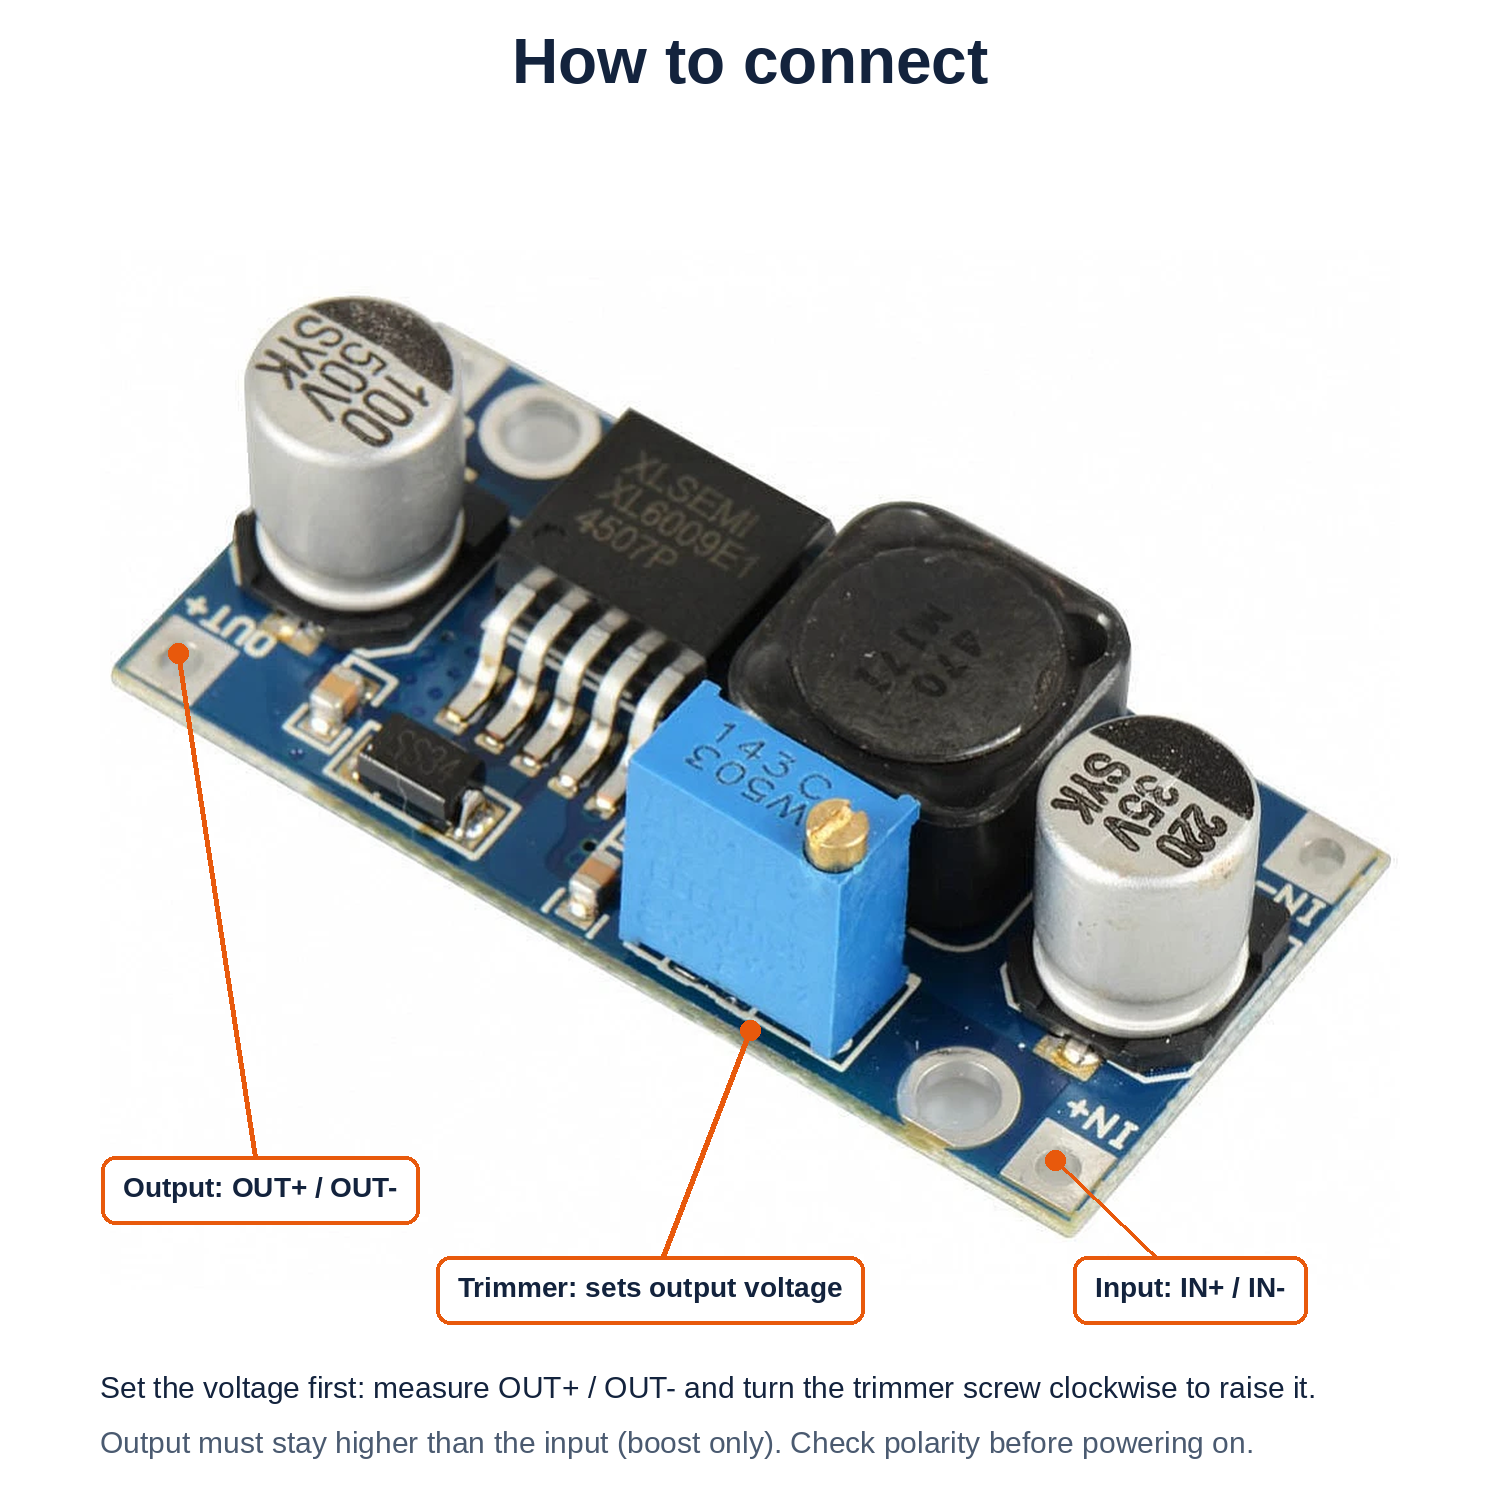 How to connect
100
50V
SYK
XLSEMI
XL6009E1
4507P
470
OUT+
SS34
143C
W503
220
35V
SYK
IN-
IN+
Output: OUT+ / OUT-
Trimmer: sets output voltage
Input: IN+ / IN-
Set the voltage first: measure OUT+ / OUT- and turn the trimmer screw clockwise to raise it.
Output must stay higher than the input (boost only). Check polarity before powering on.